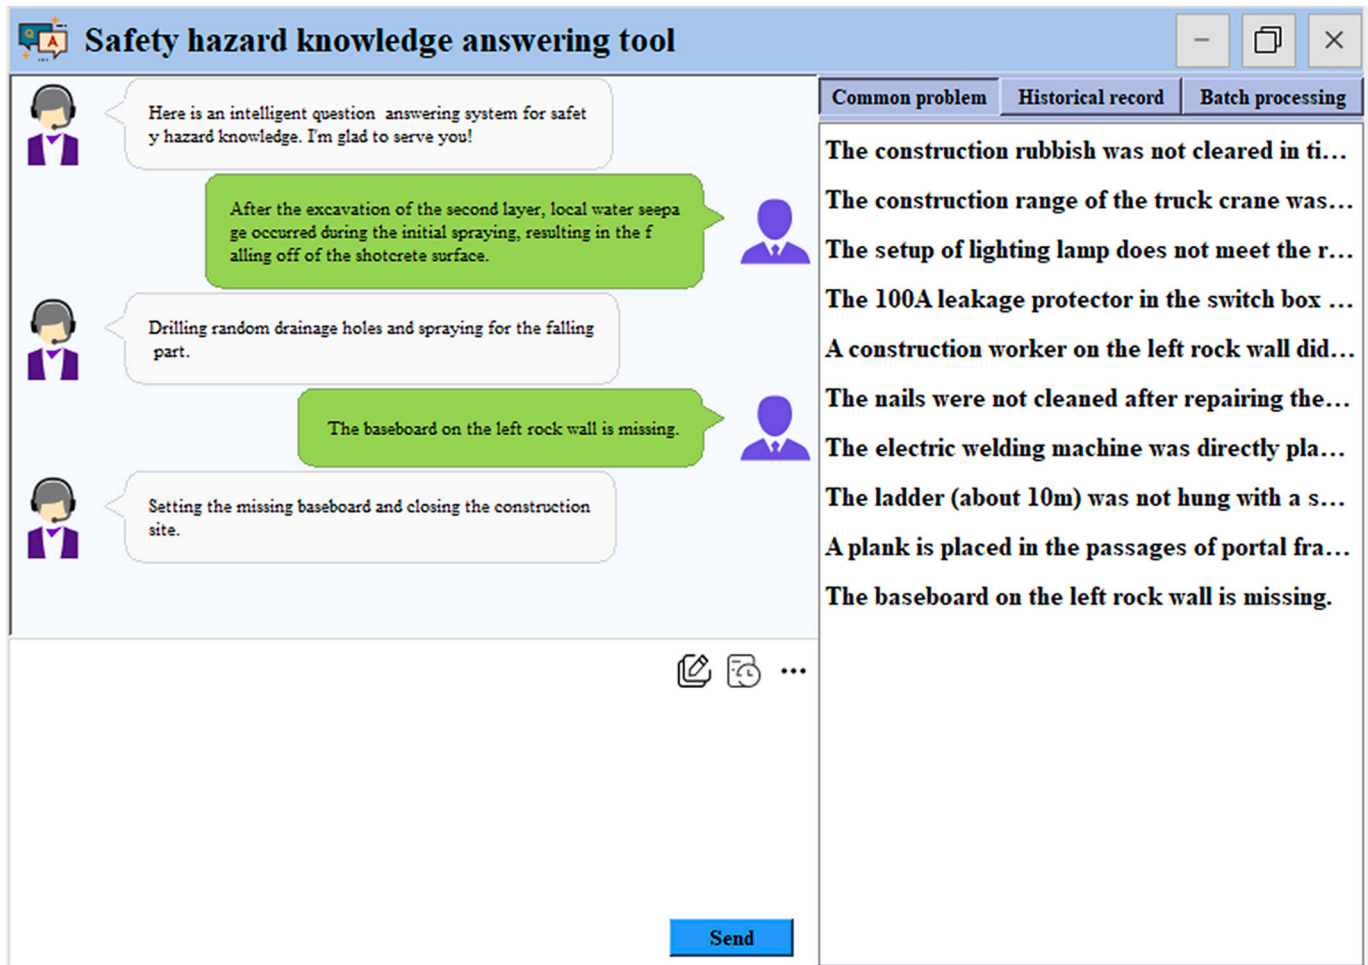 Safety hazard knowledge answering tool
Here is an intelligent question answering system for safet
y hazard knowledge. I'm glad to serve you!
After the excavation of the second layer, local water seepa
ge occurred during the initial spraying, resulting in the f
alling off of the shotcrete surface.
Drilling random drainage holes and spraying for the falling
part.
The baseboard on the left rock wall is missing.
Setting the missing baseboard and closing the construction
site.
Send
Common problem
Historical record
Batch processing
The construction rubbish was not cleared in ti...
The construction range of the truck crane was...
The setup of lighting lamp does not meet the r...
The 100A leakage protector in the switch box ...
A construction worker on the left rock wall did...
The nails were not cleaned after repairing the...
The electric welding machine was directly pla...
The ladder (about 10m) was not hung with a s...
A plank is placed in the passages of portal fra...
The baseboard on the left rock wall is missing.